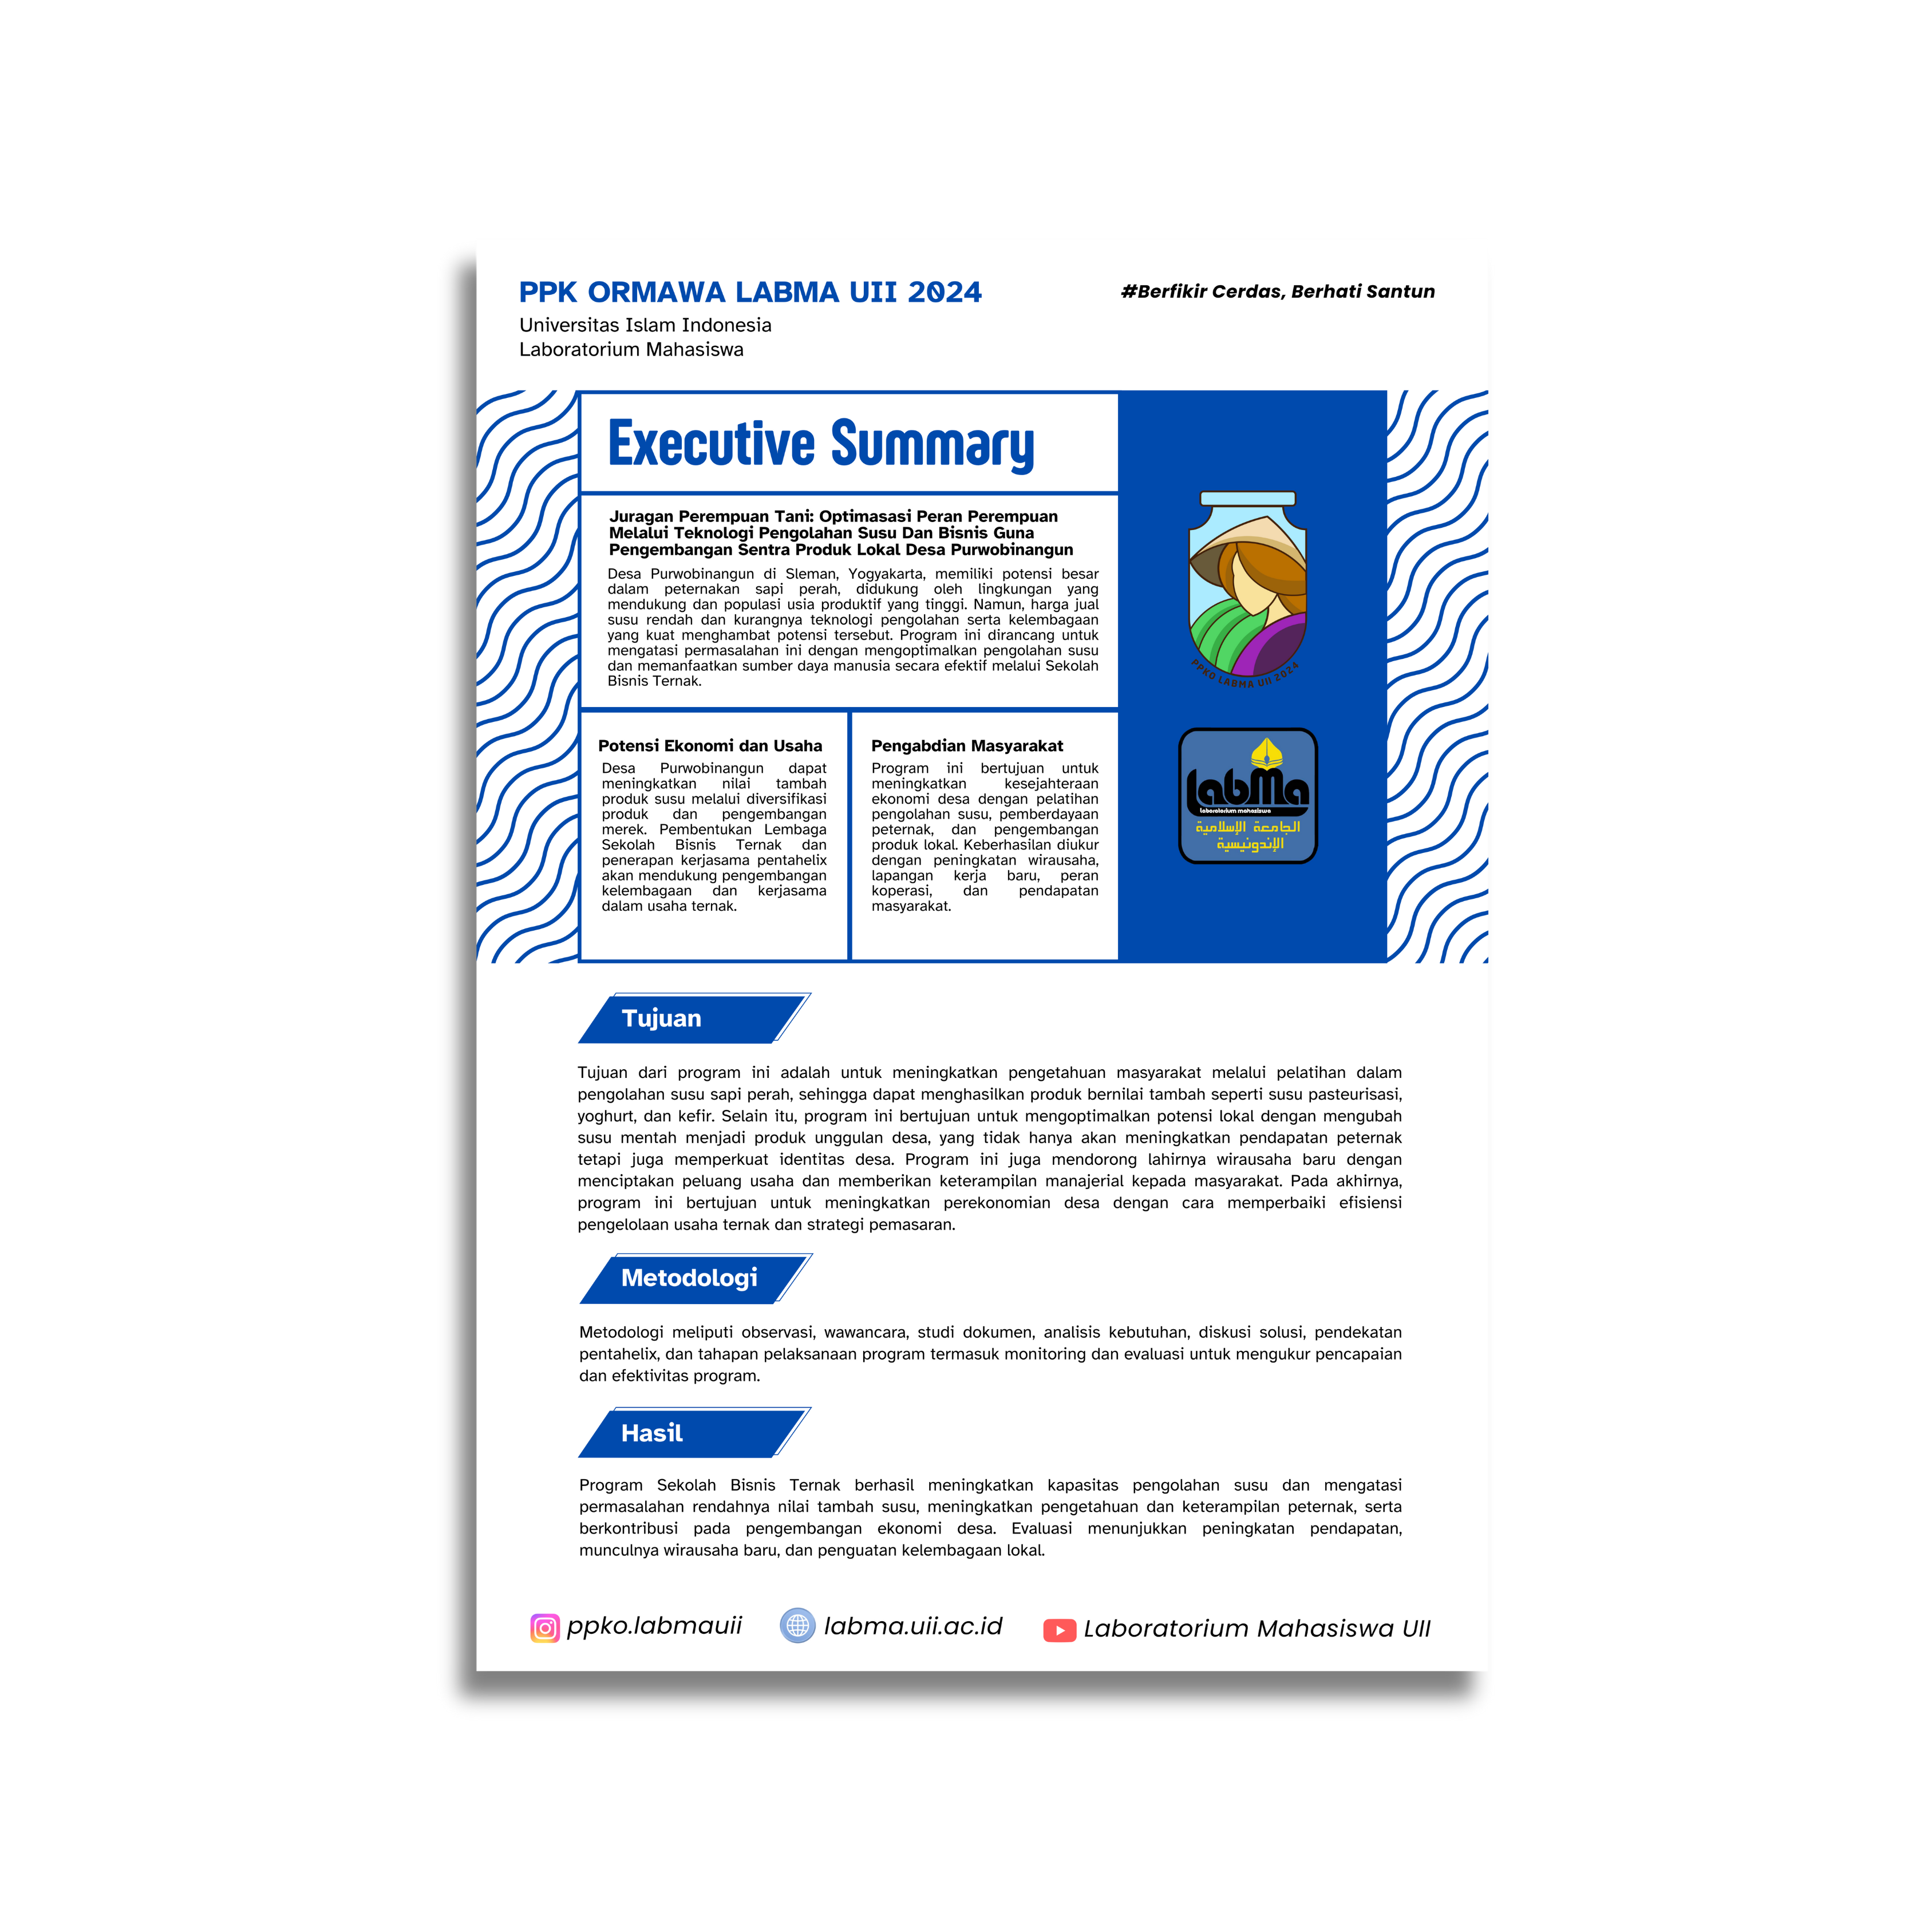 PPK ORMAWA LABMA UII 2024
#Berfikir Cerdas, Berhati Santun
Universitas Islam Indonesia
Laboratorium Mahasiswa
Executive Summary
Juragan Perempuan Tani: Optimasasi Peran Perempuan
Melalui Teknologi Pengolahan Susu Dan Bisnis Guna
Pengembangan Sentra Produk Lokal Desa Purwobinangun
Desa Purwobinangun di Sleman, Yogyakarta, memiliki potensi besar
dalam peternakan sapi perah, didukung oleh lingkungan yang
mendukung dan populasi usia produktif yang tinggi. Namun, harga jual
susu rendah dan kurangnya teknologi pengolahan serta kelembagaan
yang kuat menghambat potensi tersebut. Program ini dirancang untuk
mengatasi permasalahan ini dengan mengoptimalkan pengolahan susu
dan memanfaatkan sumber daya manusia secara efektif melalui Sekolah
Bisnis Ternak.
Potensi Ekonomi dan Usaha
Desa Purwobinangun dapat
meningkatkan nilai tambah
produk susu melalui diversifikasi
produk dan pengembangan
merek. Pembentukan Lembaga
Sekolah Bisnis Ternak dan
penerapan kerjasama pentahelix
akan mendukung pengembangan
kelembagaan dan kerjasama
dalam usaha ternak.
Pengabdian Masyarakat
Program ini bertujuan untuk
meningkatkan kesejahteraan
ekonomi desa dengan pelatihan
pengolahan susu, pemberdayaan
peternak, dan pengembangan
produk lokal. Keberhasilan diukur
dengan peningkatan wirausaha,
lapangan kerja baru, peran
koperasi, dan pendapatan
masyarakat.
PPKO LABMA UII 2024
labma
laboratorium mahasiswa
الجامعة الإسلامية
الإندونيسية
Tujuan
Tujuan dari program ini adalah untuk meningkatkan pengetahuan masyarakat melalui pelatihan dalam
pengolahan susu sapi perah, sehingga dapat menghasilkan produk bernilai tambah seperti susu pasteurisasi,
yoghurt, dan kefir. Selain itu, program ini bertujuan untuk mengoptimalkan potensi lokal dengan mengubah
susu mentah menjadi produk unggulan desa, yang tidak hanya akan meningkatkan pendapatan peternak
tetapi juga memperkuat identitas desa. Program ini juga mendorong lahirnya wirausaha baru dengan
menciptakan peluang usaha dan memberikan keterampilan manajerial kepada masyarakat. Pada akhirnya,
program ini bertujuan untuk meningkatkan perekonomian desa dengan cara memperbaiki efisiensi
pengelolaan usaha ternak dan strategi pemasaran.
Metodologi
Metodologi meliputi observasi, wawancara, studi dokumen, analisis kebutuhan, diskusi solusi, pendekatan
pentahelix, dan tahapan pelaksanaan program termasuk monitoring dan evaluasi untuk mengukur pencapaian
dan efektivitas program.
Hasil
Program Sekolah Bisnis Ternak berhasil meningkatkan kapasitas pengolahan susu dan mengatasi
permasalahan rendahnya nilai tambah susu, meningkatkan pengetahuan dan keterampilan peternak, serta
berkontribusi pada pengembangan ekonomi desa. Evaluasi menunjukkan peningkatan pendapatan,
munculnya wirausaha baru, dan penguatan kelembagaan lokal.
ppko.labmauii
labma.uii.ac.id
Laboratorium Mahasiswa UII